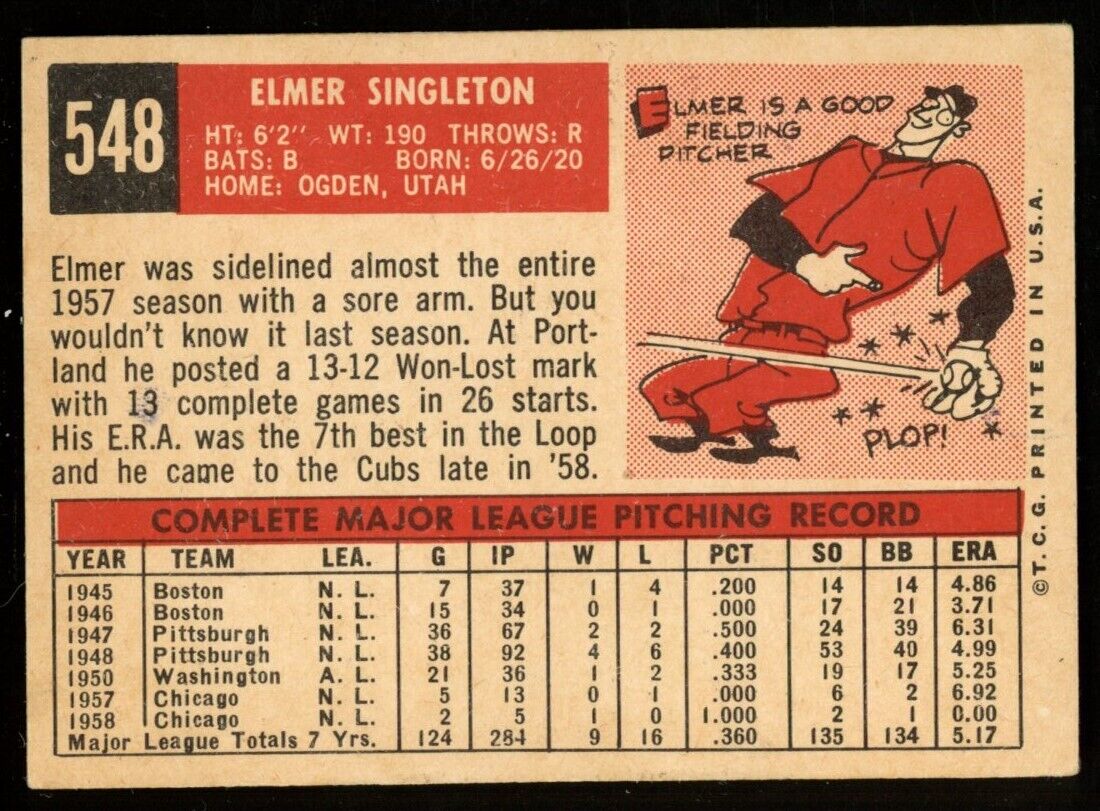 548
ELMER SINGLETON
HT: 6'2" WT: 190 THROWS: R
BATS: B BORN: 6/26/20
HOME: OGDEN, UTAH
ELMER IS A GOOD
FIELDING
PITCHER
PLOP!
Elmer was sidelined almost the entire
1957 season with a sore arm. But you
wouldn't know it last season. At Port-
land he posted a 13-12 Won-Lost mark
with 13 complete games in 26 starts.
His E.R.A. was the 7th best in the Loop
and he came to the Cubs late in '58.
COMPLETE MAJOR LEAGUE PITCHING RECORD
YEAR TEAM LEA. G IP W L PCT SO BB ERA
1945 Boston N. L. 7 37 1 4 .200 14 14 4.86
1946 Boston N. L. 15 34 0 1 .000 17 21 3.71
1947 Pittsburgh N. L. 36 67 2 2 .500 24 39 6.31
1948 Pittsburgh N. L. 38 92 4 6 .400 53 40 4.99
1950 Washington A. L. 21 36 1 2 .333 19 17 5.25
1957 Chicago N. L. 5 13 0 1 .000 6 2 6.92
1958 Chicago N. L. 2 5 1 0 1.000 2 1 0.00
Major League Totals 7 Yrs. 124 284 9 16 .360 135 134 5.17
©T.C.G. PRINTED IN U.S.A.